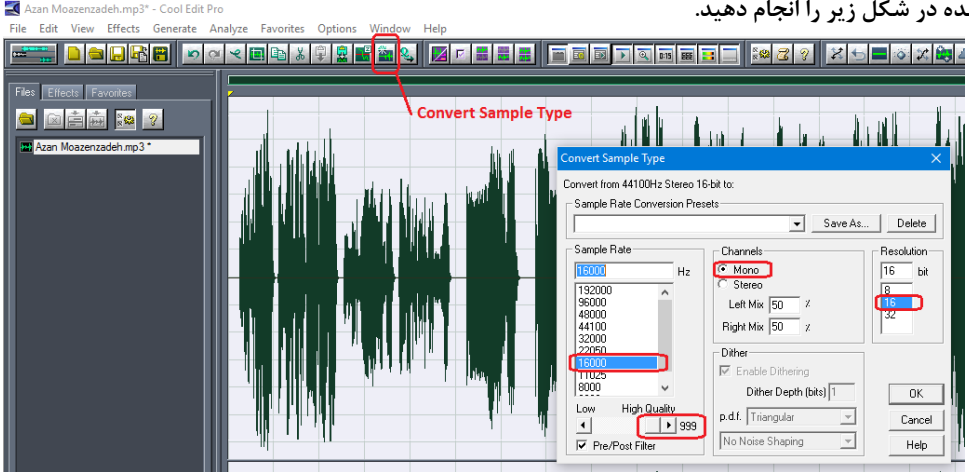 Azan Moazenzadeh.mp3* - Cool Edit Pro
ده در شکل زیر را انجام دهید.
File Edit View Effects Generate Analyze Favorites Options Window Help
Files Effects Favorites
Convert Sample Type
Azan Moazenzadeh.mp3 *
Convert Sample Type
Convert from 44100Hz Stereo 16-bit to:
Sample Rate Conversion Presets
Save As... Delete
Sample Rate
16000 Hz
192000
96000
48000
44100
32000
22050
16000
11025
8000
Low High Quality
999
Pre/Post Filter
Channels
Mono
Stereo
Left Mix 50 %
Right Mix 50 %
Dither
Enable Dithering
Dither Depth (bits) 1
p.d.f. Triangular
No Noise Shaping
Resolution
16 bit
8
16
32
OK
Cancel
Help